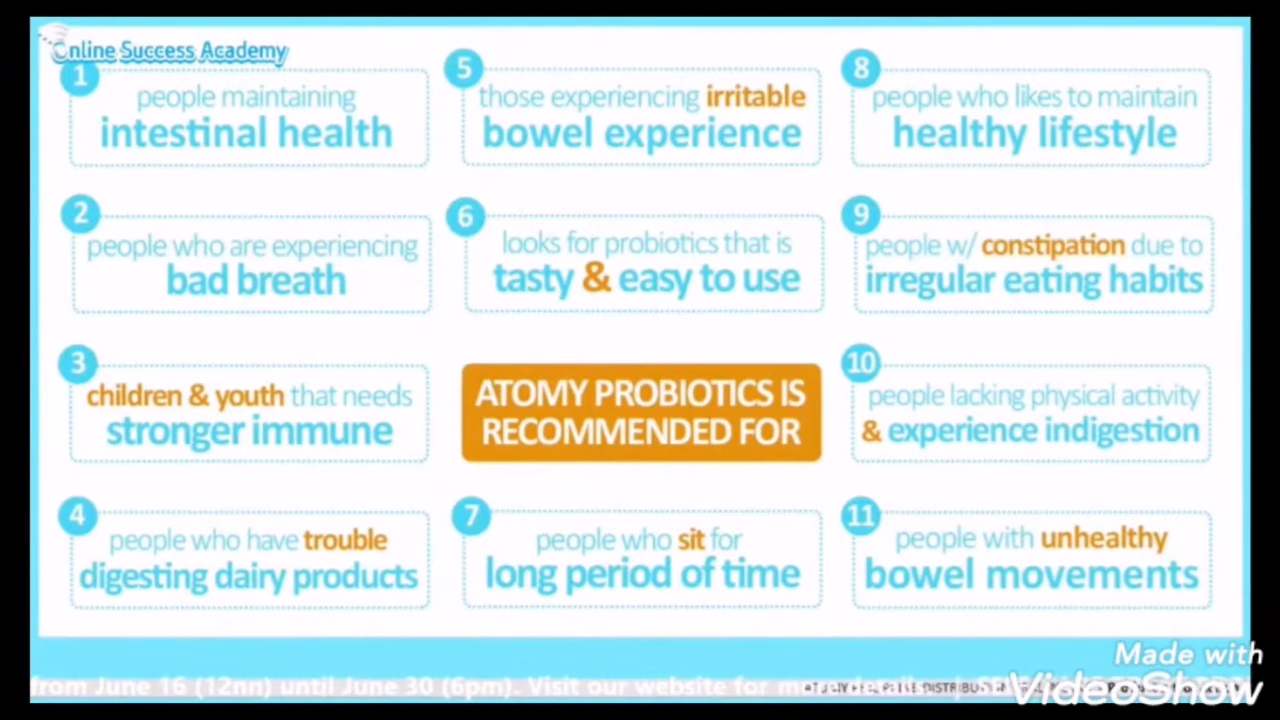 Online Success Academy
1
people maintaining
intestinal health
2
people who are experiencing
bad breath
3
children & youth that needs
stronger immune
4
people who have trouble
digesting dairy products
5
those experiencing irritable
bowel experience
6
looks for probiotics that is
tasty & easy to use
ATOMY PROBIOTICS IS
RECOMMENDED FOR
7
people who sit for
long period of time
8
people who likes to maintain
healthy lifestyle
9
people w/ constipation due to
irregular eating habits
10
people lacking physical activity
& experience indigestion
11
people with unhealthy
bowel movements
from June 16 (12mn) until June 30 (6pm). Visit our website for
Made with
VideoShow